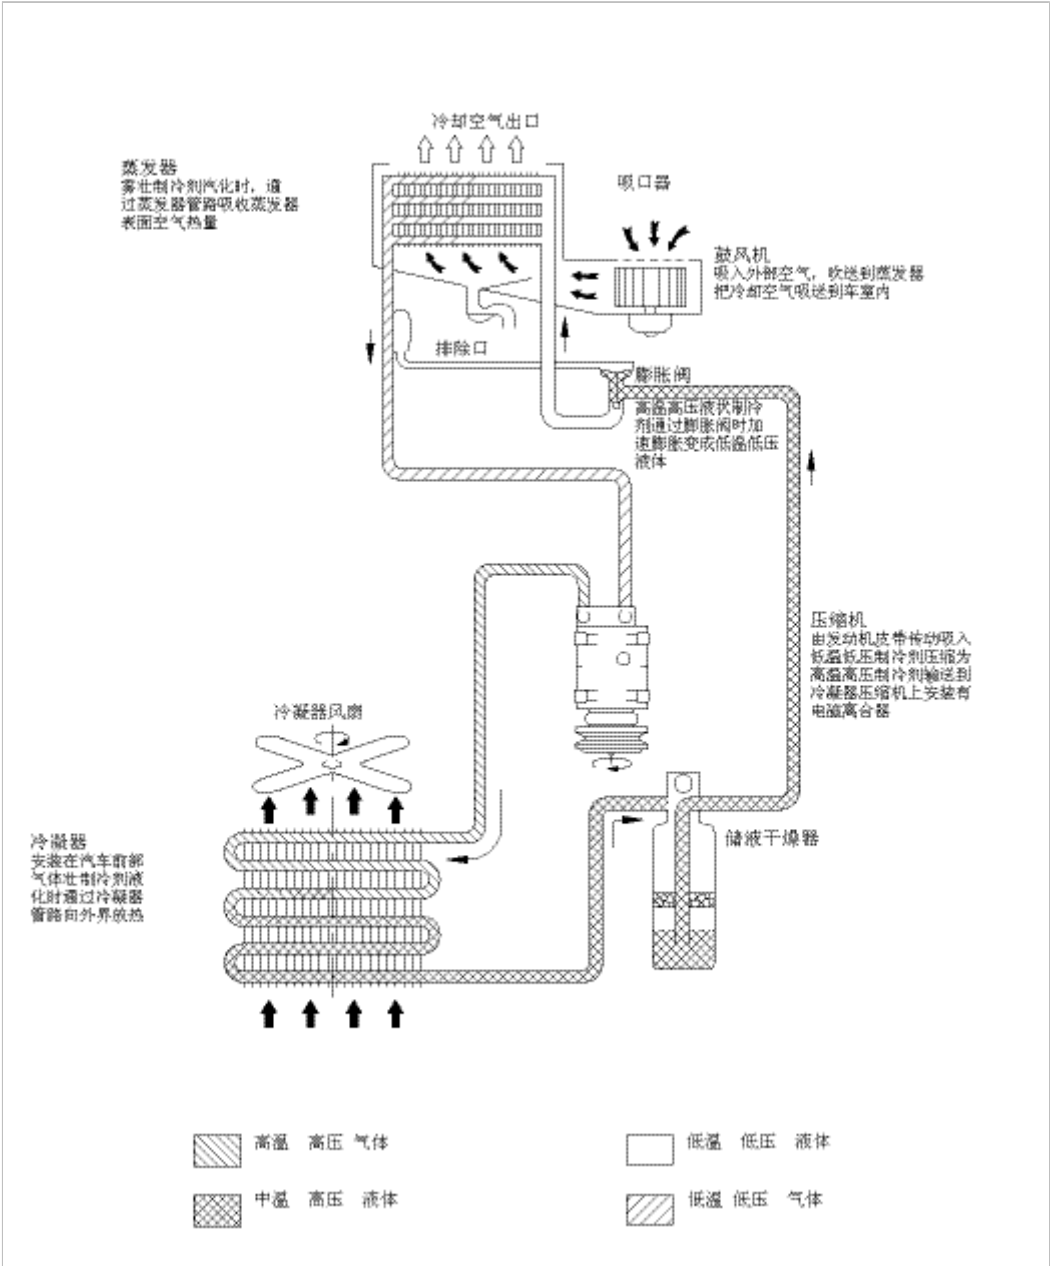 冷却空气出口
蒸发器
雾壮制冷剂汽化时，通
过蒸发器管路吸收蒸发器
表面空气热量
吸口器
鼓风机
吸入外部空气，吹送到蒸发器
把冷却空气吸送到车室内
排除口
膨胀阀
高温高压液状制冷
剂通过膨胀阀时加
速膨胀变成低温低压
液体
压缩机
由发动机皮带传动吸入
低温低压制冷剂压缩为
高温高压制冷剂输送到
冷凝器压缩机上安装有
电磁离合器
冷凝器风扇
储液干燥器
冷凝器
安装在汽车前部
气体壮制冷剂液
化时通过冷凝器
管路向外界放热
高温 高压 气体
低温 低压 液体
中温 高压 液体
低温 低压 气体